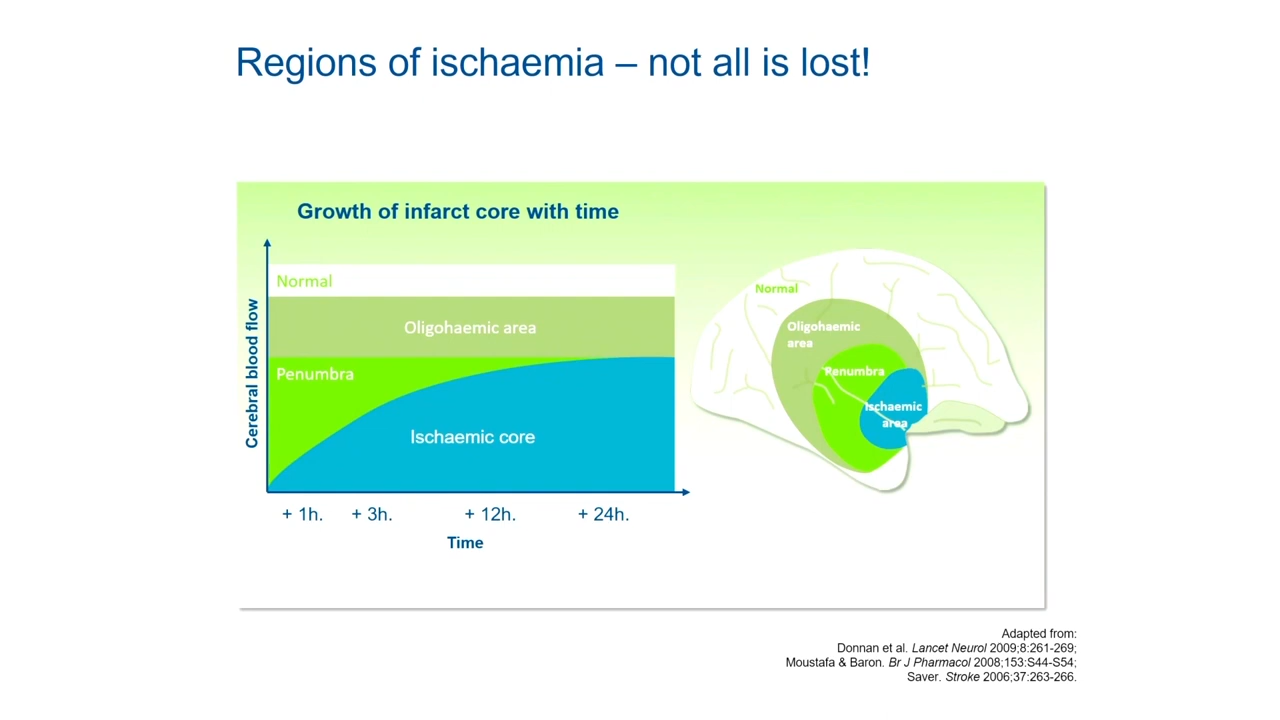 Regions of ischaemia – not all is lost!
Growth of infarct core with time
Cerebral blood flow
Normal
Oligohaemic area
Penumbra
Ischaemic core
+ 1h.
+ 3h.
+ 12h.
+ 24h.
Time
Normal
Oligohaemic
area
Penumbra
Ischaemic
area
Adapted from:
Donnan et al. Lancet Neurol 2009;8:261-269;
Moustafa & Baron. Br J Pharmacol 2008;153:S44-S54;
Saver. Stroke 2006;37:263-266.